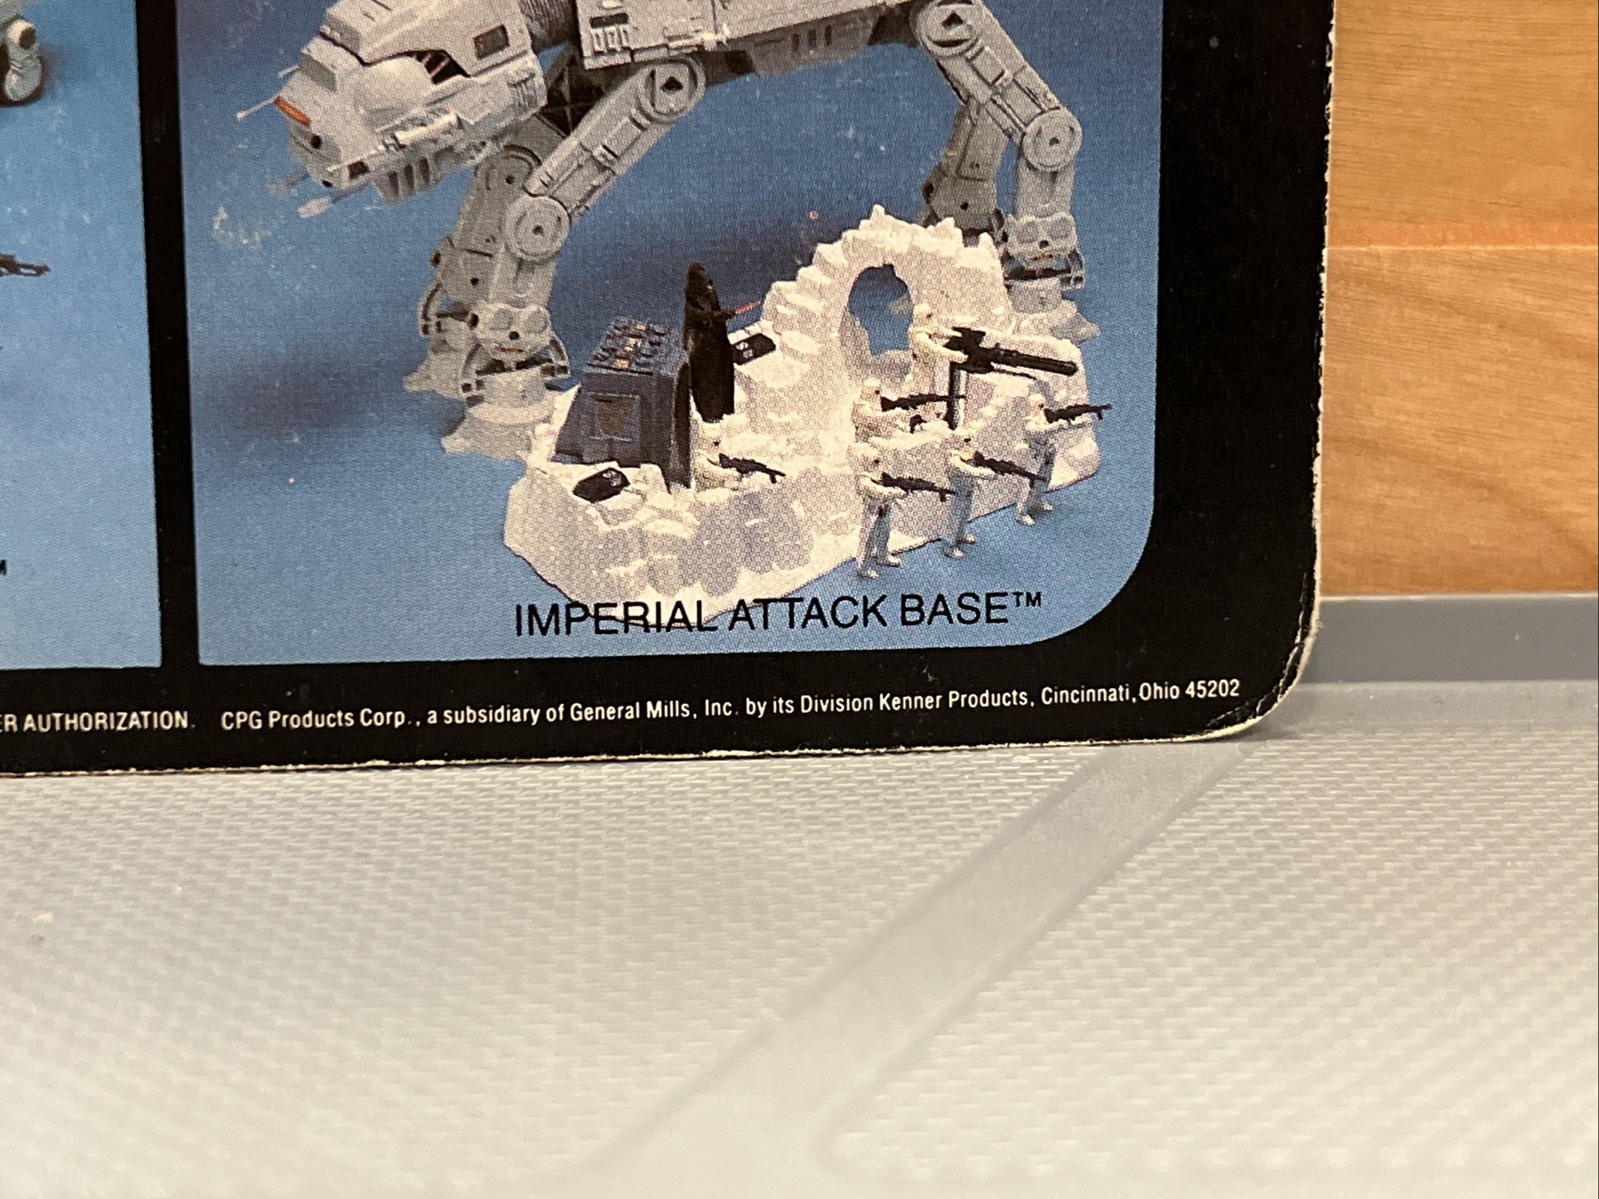 IMPERIAL ATTACK BASE™
AUTHORIZATION. CPG Products Corp., a subsidiary of General Mills, Inc. by its Division Kenner Products, Cincinnati, Ohio 45202